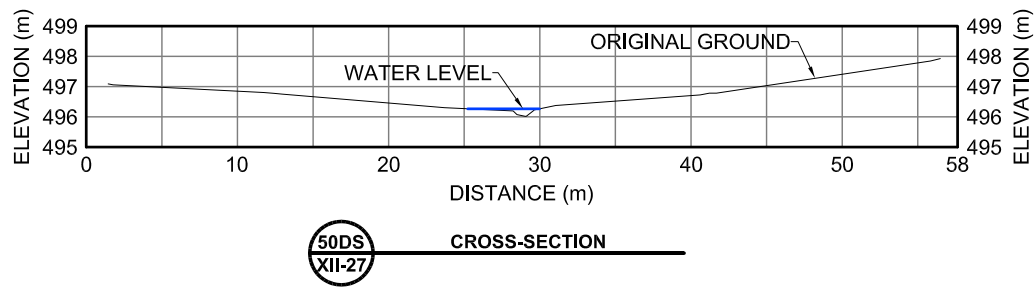 ELEVATION (m)
499
498
497
496
495
WATER LEVEL
ORIGINAL GROUND
499
498
497
496
495
ELEVATION (m)
0 10 20 30 40 50 58
DISTANCE (m)
50DS
XII-27
CROSS-SECTION